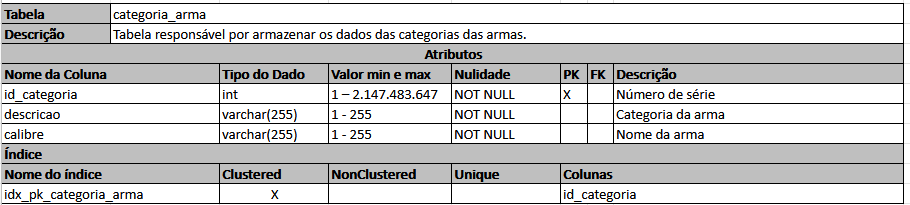 Tabela categoria_arma
Descrição Tabela responsável por armazenar os dados das categorias das armas.
Atributos
Nome da Coluna Tipo do Dado Valor min e max Nulidade PK FK Descrição
id_categoria int 1 – 2.147.483.647 NOT NULL X Número de série
descricao varchar(255) 1 - 255 NOT NULL Categoria da arma
calibre varchar(255) 1 - 255 NOT NULL Nome da arma
Índice
Nome do índice Clustered NonClustered Unique Colunas
idx_pk_categoria_arma X id_categoria